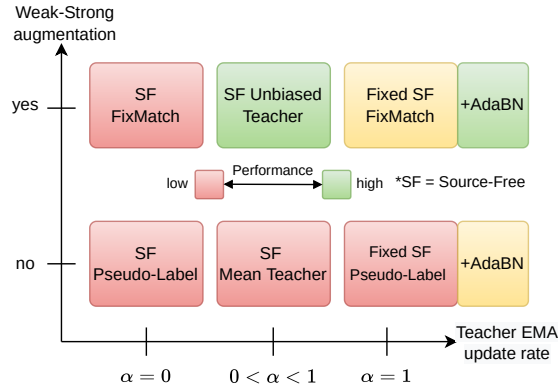 Weak-Strong
augmentation
yes
SF
FixMatch
SF Unbiased
Teacher
Fixed SF
FixMatch
+AdaBN
low
Performance
high
*SF = Source-Free
no
SF
Pseudo-Label
SF
Mean Teacher
Fixed SF
Pseudo-Label
+AdaBN
Teacher EMA
update rate
α = 0
0 < α < 1
α = 1